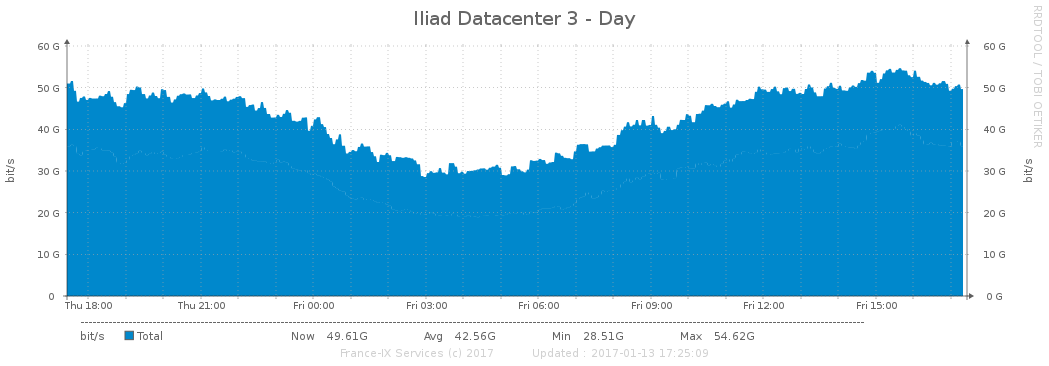 Iliad Datacenter 3 - Day
RRDTOOL / TOBI OETIKER
bit/s
60 G
50 G
40 G
30 G
20 G
10 G
0
60 G
50 G
40 G
30 G
20 G
10 G
0 G
bit/s
Thu 18:00 Thu 21:00 Fri 00:00 Fri 03:00 Fri 06:00 Fri 09:00 Fri 12:00 Fri 15:00
bit/s Total Now 49.61G Avg 42.56G Min 28.51G Max 54.62G
France-IX Services (c) 2017 Updated : 2017-01-13 17:25:09